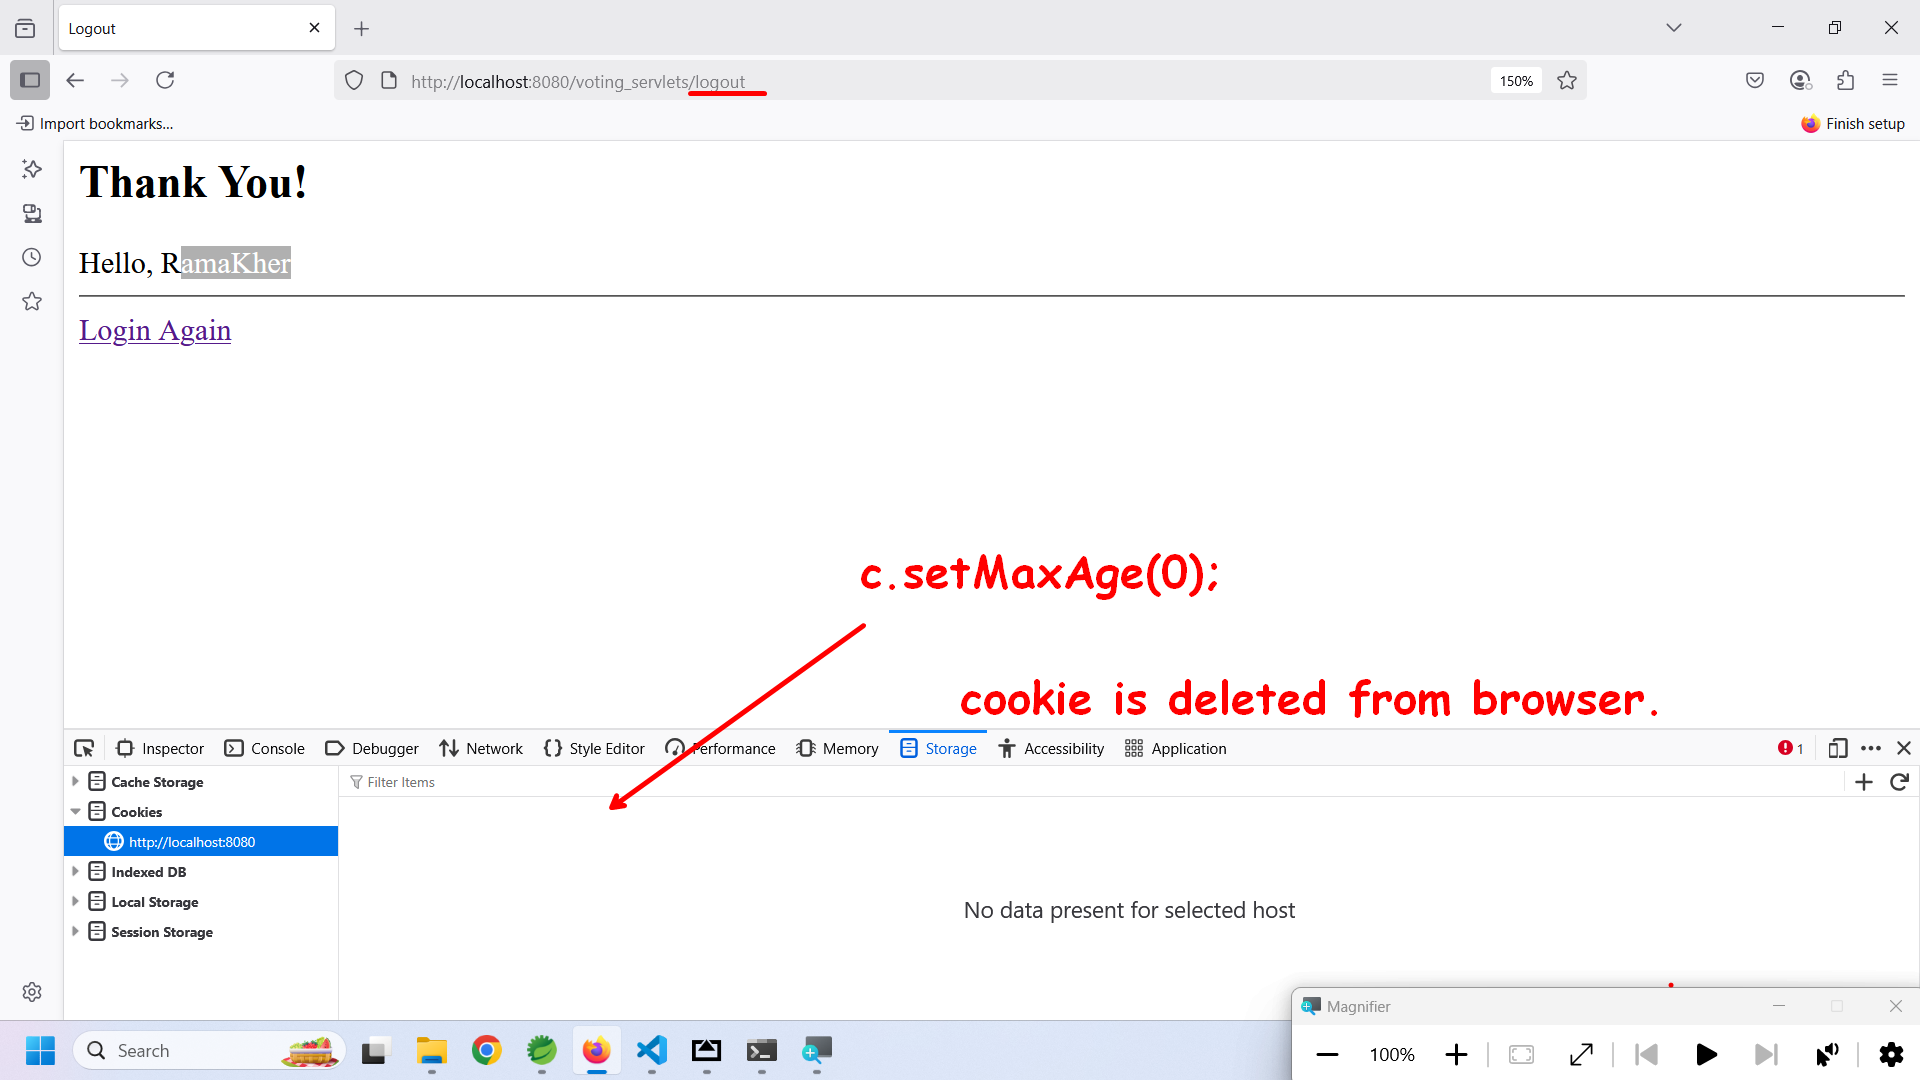 Logout
http://localhost:8080/voting_servlets/logout
150%
Import bookmarks...
Finish setup
Thank You!
Hello, RamaKher
Login Again
c.setMaxAge(0);
cookie is deleted from browser.
Inspector
Console
Debugger
Network
Style Editor
Performance
Memory
Storage
Accessibility
Application
1
Cache Storage
Filter Items
Cookies
http://localhost:8080
Indexed DB
Local Storage
Session Storage
No data present for selected host
Magnifier
Search
100%